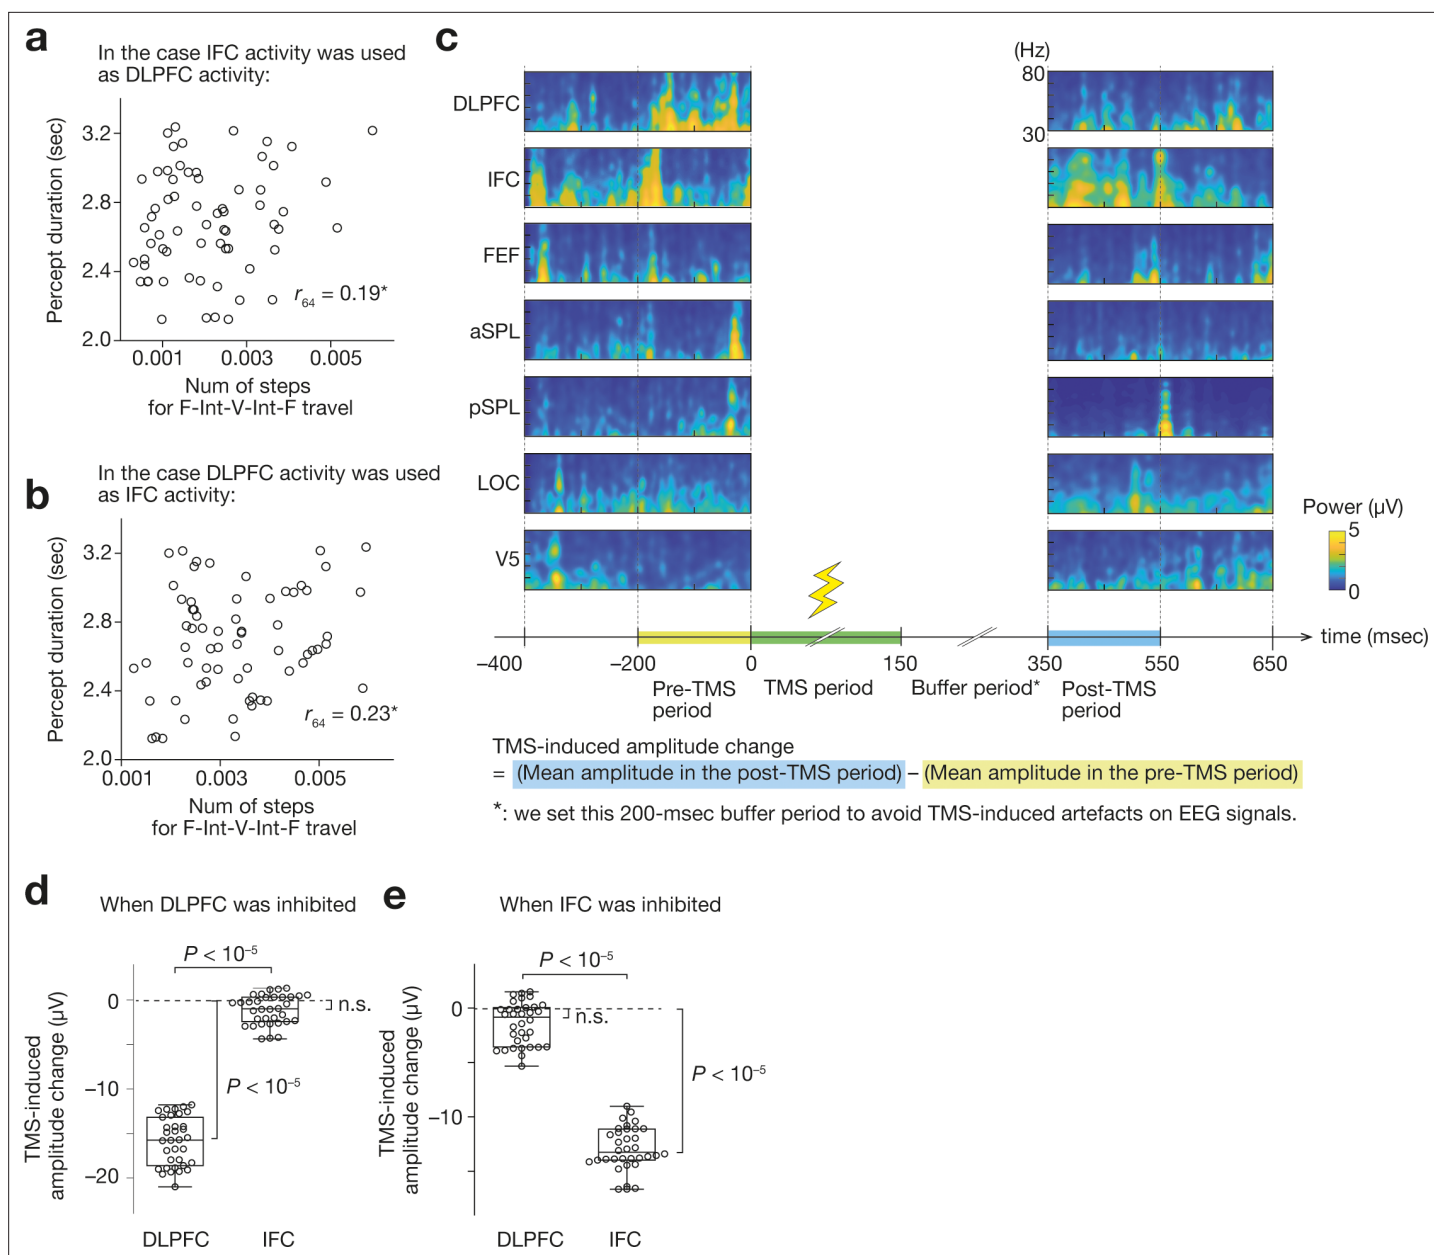 a
In the case IFC activity was used
as DLPFC activity:
Percept duration (sec)
3.2
2.8
2.4
2.0
r64 = 0.19*
0.001
0.003
0.005
Num of steps
for F-Int-V-Int-F travel
b
In the case DLPFC activity was used
as IFC activity:
Percept duration (sec)
3.2
2.8
2.4
2.0
r64 = 0.23*
0.001
0.003
0.005
Num of steps
for F-Int-V-Int-F travel
c
(Hz)
80
30
DLPFC
IFC
FEF
aSPL
pSPL
LOC
V5
Power (μV)
5
0
time (msec)
−400
−200
0
150
350
550
650
Pre-TMS
period
TMS period
Buffer period*
Post-TMS
period
TMS-induced amplitude change
= (Mean amplitude in the post-TMS period) – (Mean amplitude in the pre-TMS period)
*: we set this 200-msec buffer period to avoid TMS-induced artefacts on EEG signals.
d
When DLPFC was inhibited
TMS-induced
amplitude change (μV)
P < 10−5
0
n.s.
P < 10−5
−10
−20
DLPFC
IFC
e
When IFC was inhibited
TMS-induced
amplitude change (μV)
P < 10−5
0
n.s.
P < 10−5
−10
DLPFC
IFC